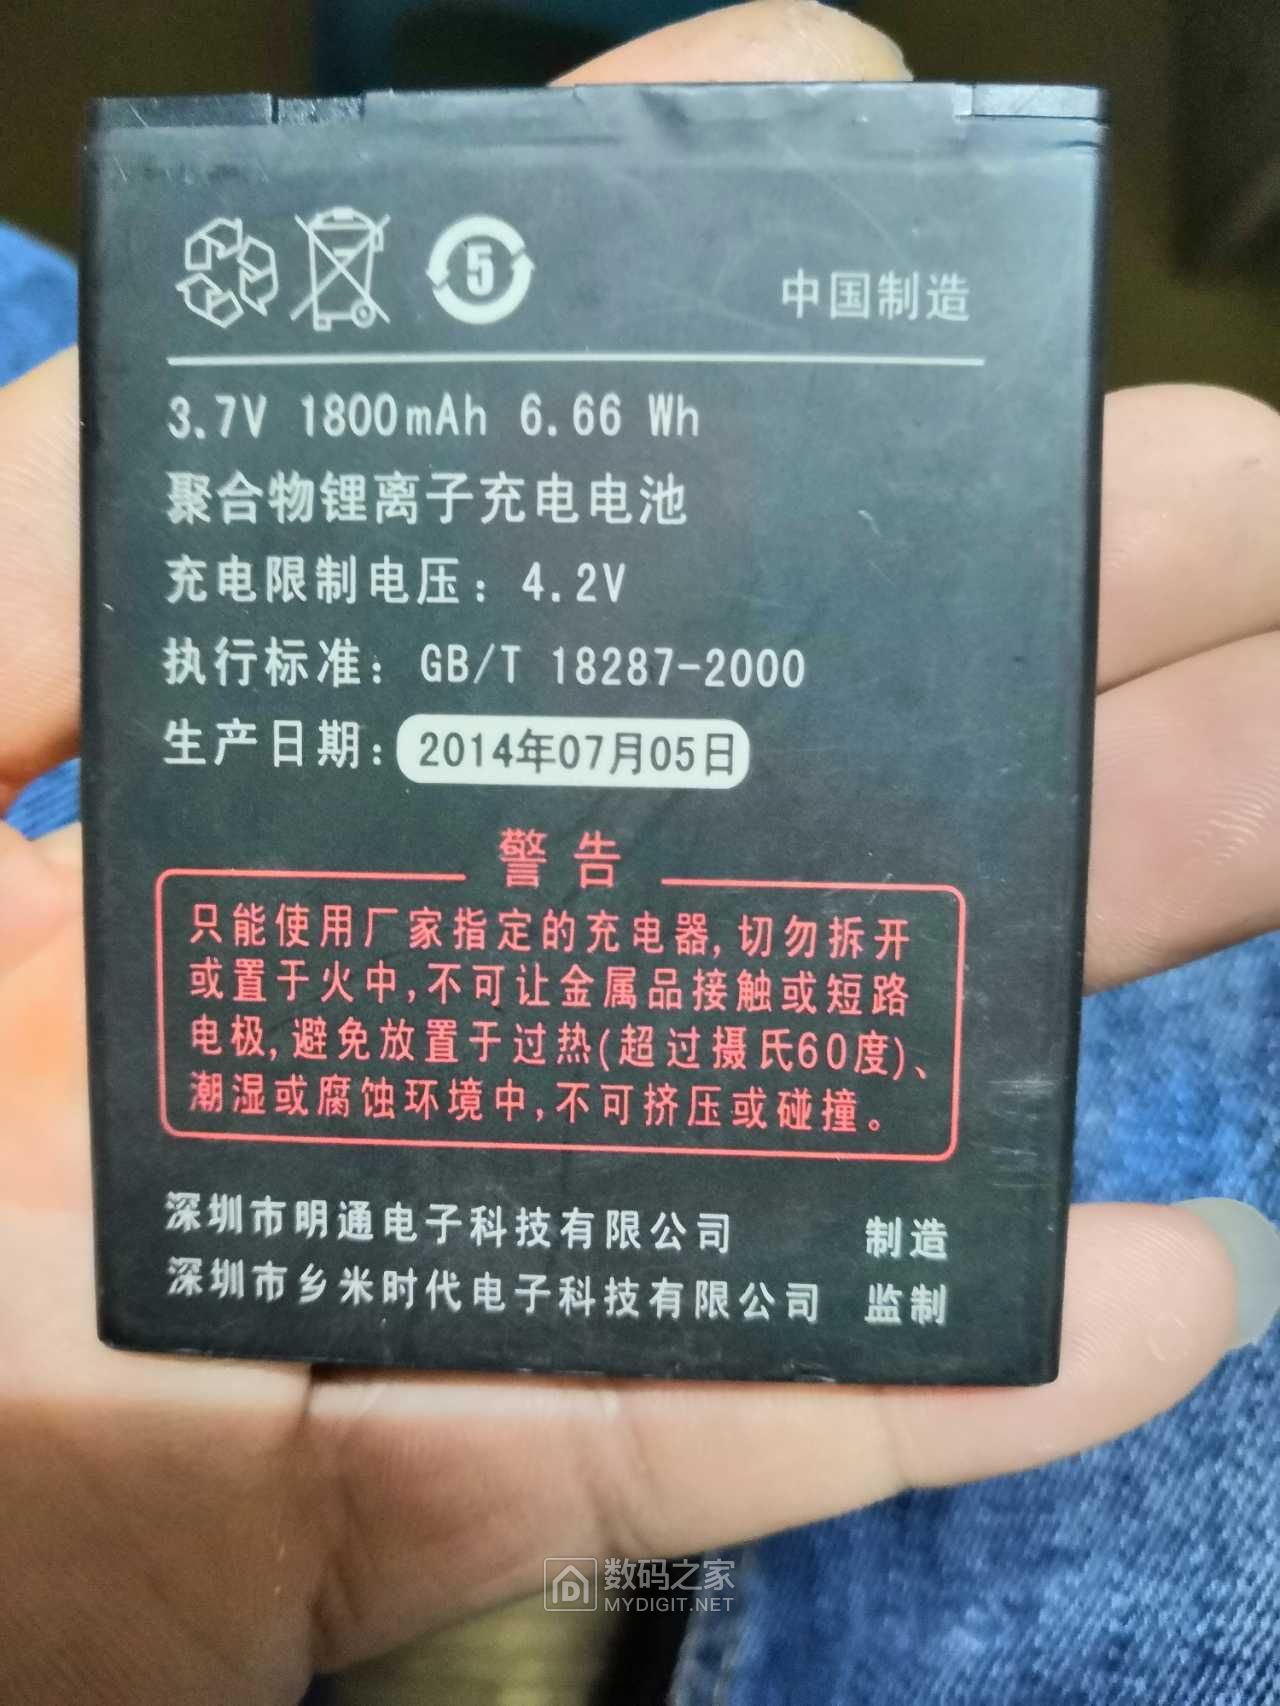 5
中国制造
3.7V 1800mAh 6.66 Wh
聚合物锂离子充电电池
充电限制电压：4.2V
执行标准：GB/T 18287-2000
生产日期：2014年07月05日
警告
只能使用厂家指定的充电器,切勿拆开
或置于火中,不可让金属品接触或短路
电极,避免放置于过热(超过摄氏60度)、
潮湿或腐蚀环境中,不可挤压或碰撞。
深圳市明通电子科技有限公司 制造
深圳市乡米时代电子科技有限公司 监制
数码之家
MYDIGIT.NET